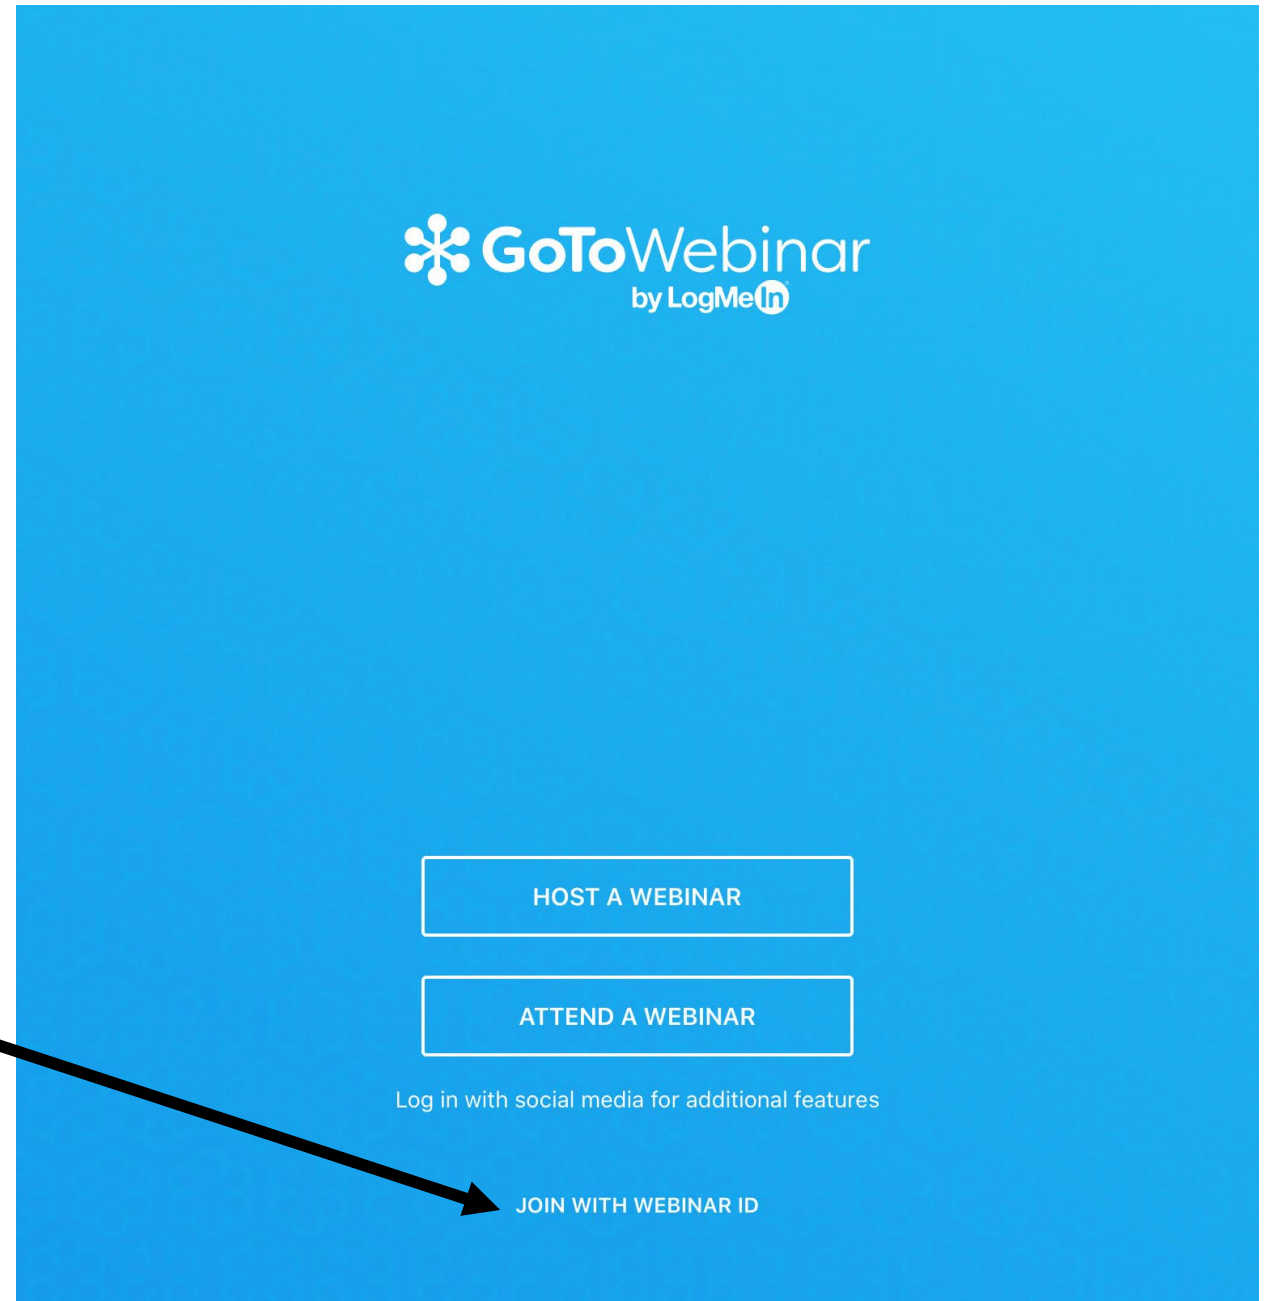 GoToWebinar
by LogMeIn
HOST A WEBINAR
ATTEND A WEBINAR
Log in with social media for additional features
JOIN WITH WEBINAR ID